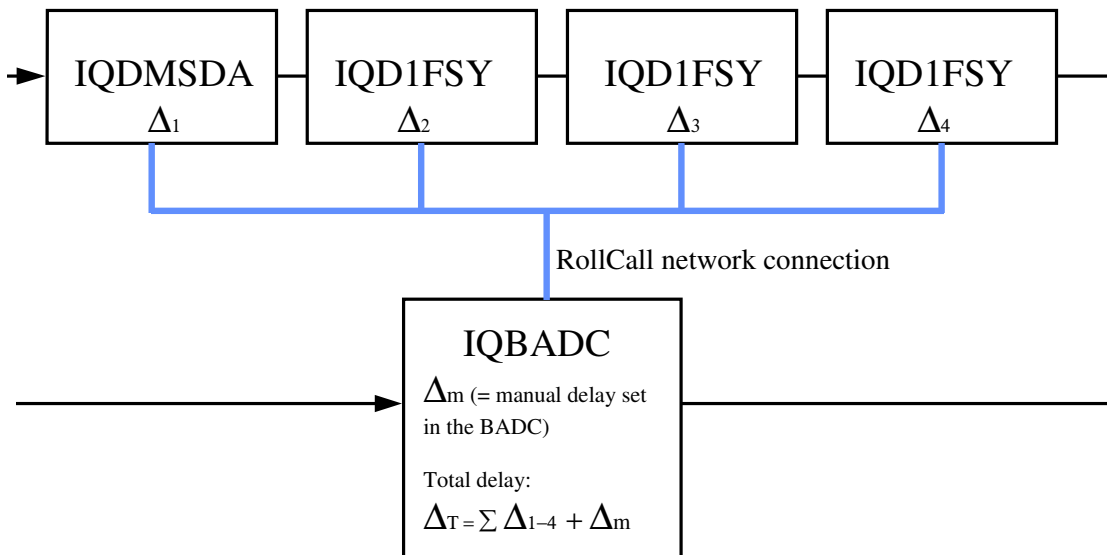 IQDMSDA
Δ1
IQD1FSY
Δ2
IQD1FSY
Δ3
IQD1FSY
Δ4
RollCall network connection
IQBADC
Δm (= manual delay set
in the BADC)
Total delay:
ΔT = ∑ Δ1–4 + Δm